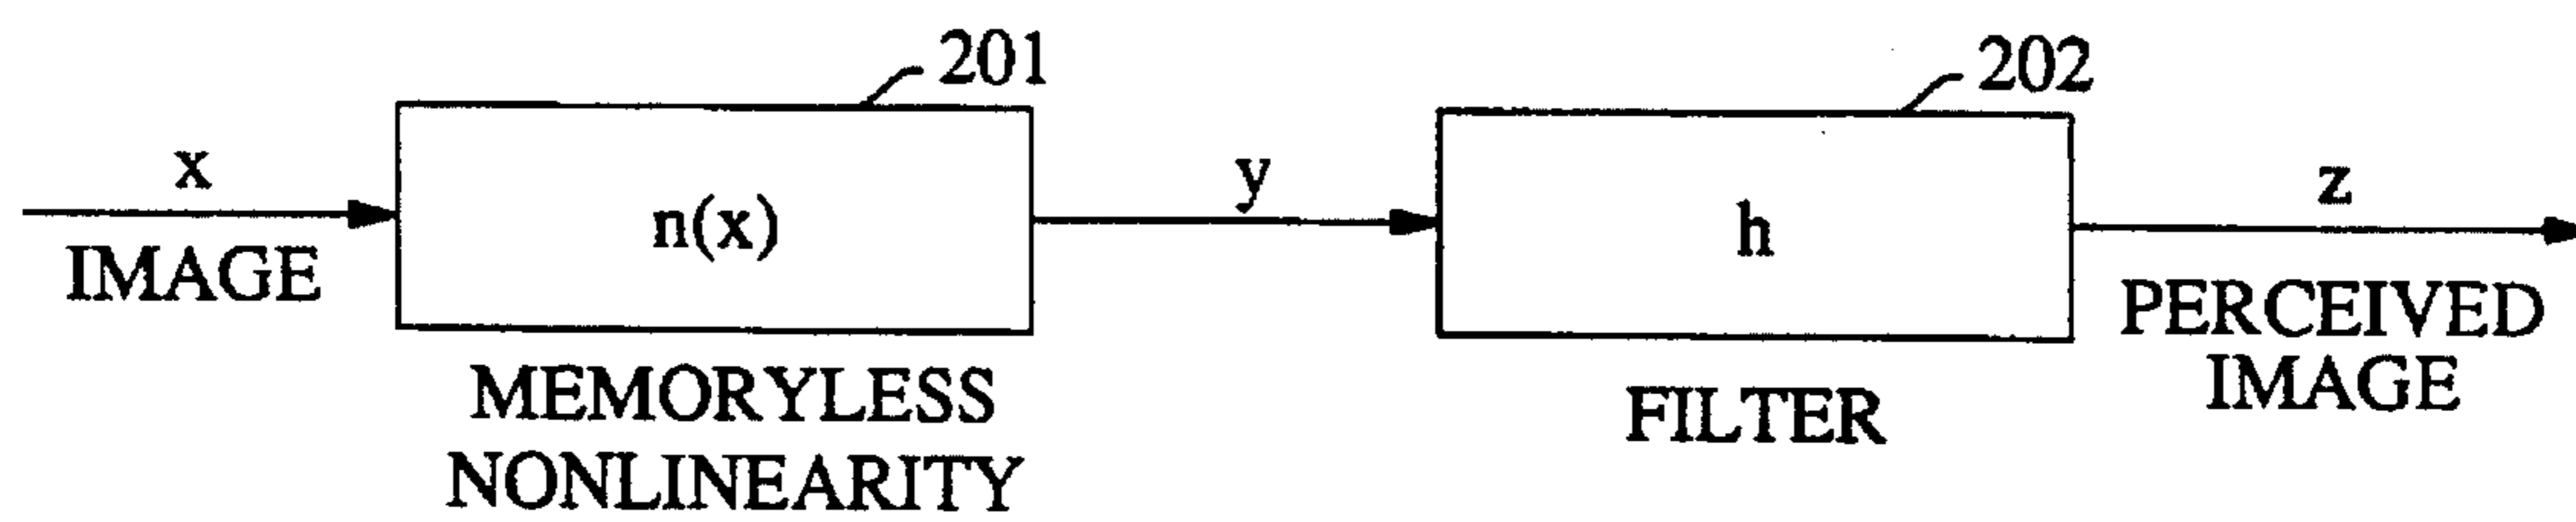 201
202
x
y
z
n(x)
h
IMAGE
PERCEIVED
IMAGE
MEMORYLESS
NONLINEARITY
FILTER